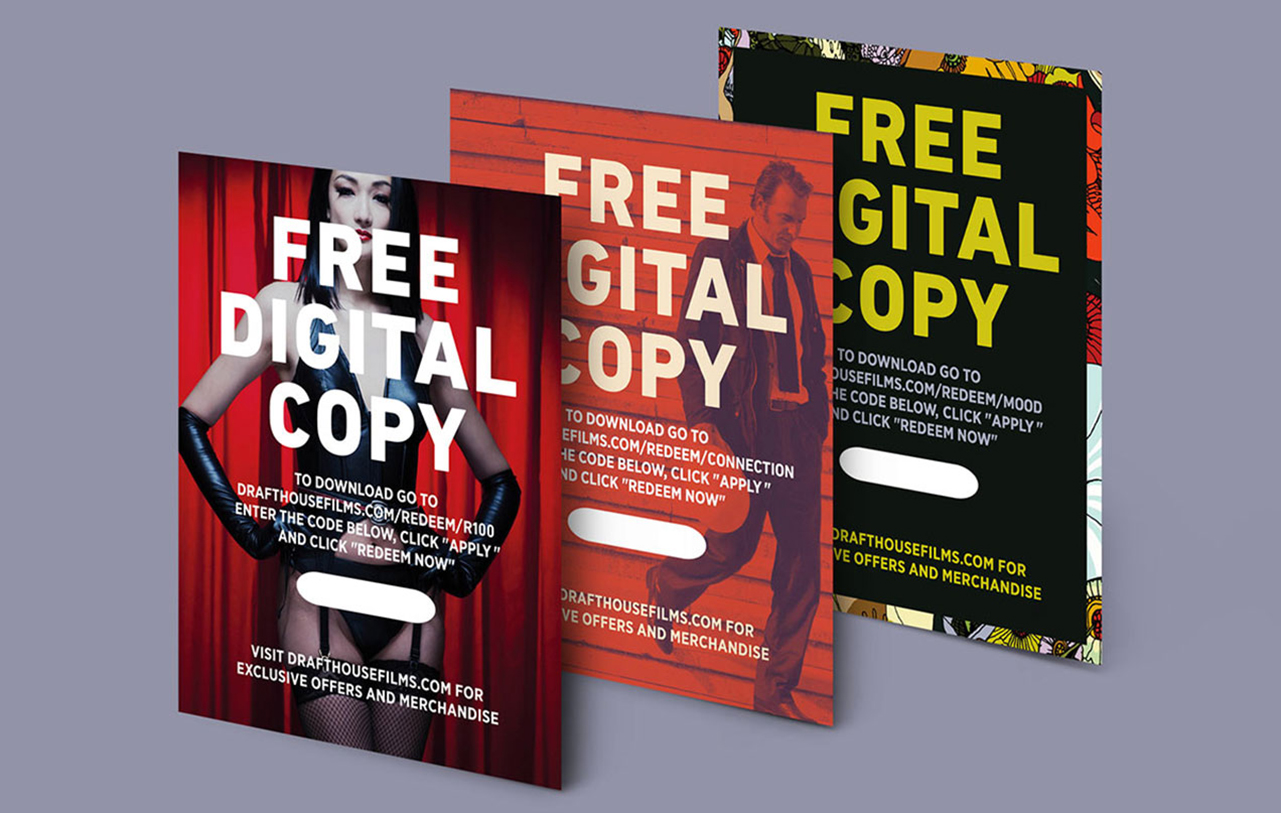 FREE
DIGITAL
COPY
TO DOWNLOAD GO TO
DRAFTHOUSEFILMS.COM/REDEEM/R100
ENTER THE CODE BELOW, CLICK "APPLY"
AND CLICK "REDEEM NOW"
VISIT DRAFTHOUSEFILMS.COM FOR
EXCLUSIVE OFFERS AND MERCHANDISE
FREE
GITAL
COPY
TO DOWNLOAD GO TO
EFILMS.COM/REDEEM/CONNECTION
HE CODE BELOW, CLICK "APPLY"
ND CLICK "REDEEM NOW"
DRAFTHOUSEFILMS.COM FOR
VE OFFERS AND MERCHANDISE
FREE
GITAL
COPY
TO DOWNLOAD GO TO
OUSEFILMS.COM/REDEEM/MOOD
HE CODE BELOW, CLICK "APPLY"
ND CLICK "REDEEM NOW"
DRAFTHOUSEFILMS.COM FOR
VE OFFERS AND MERCHANDISE